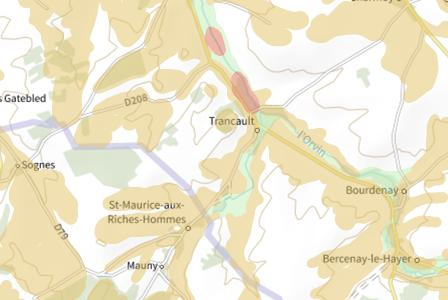 s Gatebled
D208
Trancault
l'Orvin
Sognes
Bourdenay
St-Maurice-aux-
Riches-Hommes
D79
Mauny
Bercenay-le-Hayer